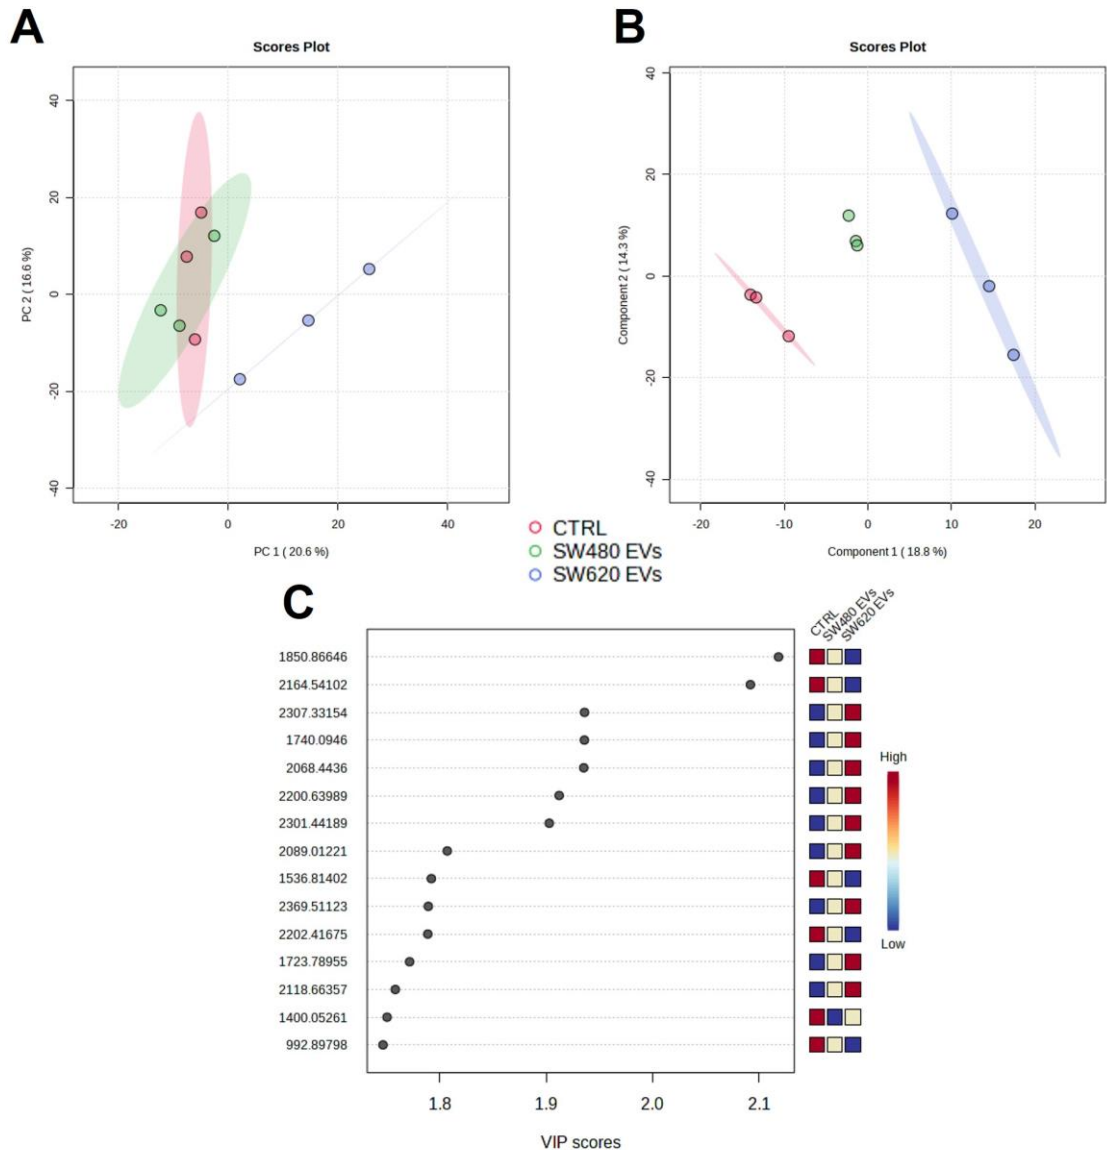 A
Scores Plot
PC 2 ( 16.6 %)
40
20
0
-20
-40
-20
0
20
40
PC 1 ( 20.6 %)
B
Scores Plot
Component 2 ( 14.3 %)
40
20
0
-20
-40
-20
-10
0
10
20
Component 1 ( 18.8 %)
CTRL
SW480 EVs
SW620 EVs
C
CTRL
SW480 EVs
SW620 EVs
1850.86646
2164.54102
2307.33154
1740.0946
2068.4436
2200.63989
2301.44189
2089.01221
1536.81402
2369.51123
2202.41675
1723.78955
2118.66357
1400.05261
992.89798
High
Low
1.8
1.9
2.0
2.1
VIP scores